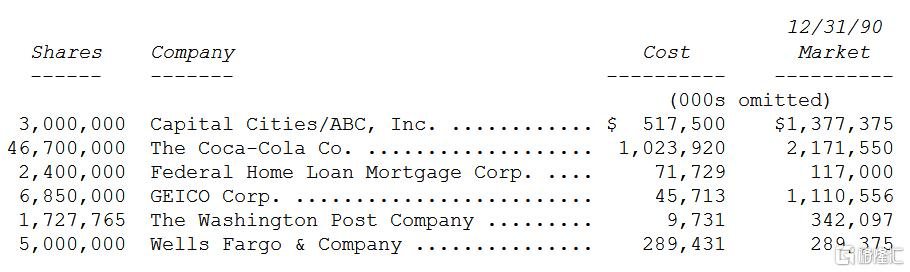 12/31/90
Shares Company Cost Market
------ ------- ---------- ----------
(000s omitted)
3,000,000 Capital Cities/ABC, Inc. ............ $ 517,500 $1,377,375
46,700,000 The Coca-Cola Co. ................... 1,023,920 2,171,550
2,400,000 Federal Home Loan Mortgage Corp. .... 71,729 117,000
6,850,000 GEICO Corp. ......................... 45,713 1,110,556
1,727,765 The Washington Post Company ......... 9,731 342,097
5,000,000 Wells Fargo & Company ............... 289,431 289,375
格隆汇